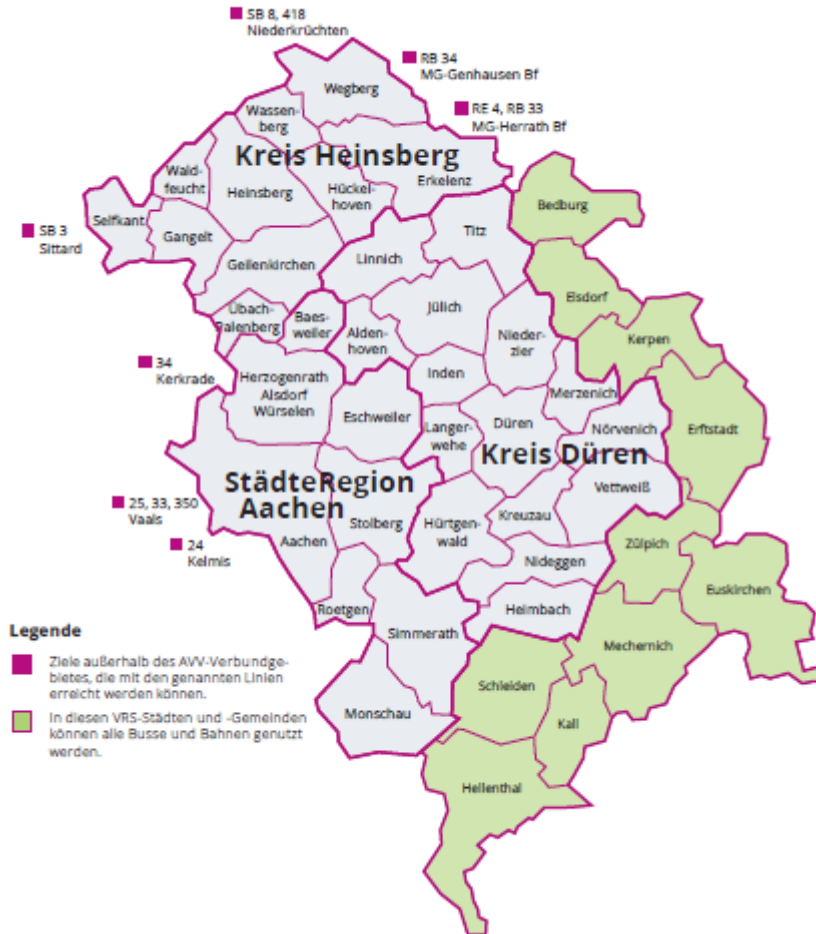 SB 8, 418
Niederkrüchten
RB 34
MG-Genhausen Bf
RE 4, RB 33
MG-Herrath Bf
Wegberg
Wassen-
berg
Kreis Heinsberg
Wald-
feucht
Heinsberg
Hückel-
hoven
Erkelenz
Bedburg
Selfkant
SB 3
Sittard
Gangelt
Titz
Linnich
Geilenkirchen
Elsdorf
Übach-
Palenberg
Baes-
weiler
Jülich
Alden-
hoven
Nieder-
zier
Kerpen
34
Kerkrade
Herzogenrath
Alsdorf
Würselen
Inden
Merzenich
Eschweiler
Langer-
wehe
Düren
Nörvenich
Erftstadt
Kreis Düren
StädteRegion
Aachen
Vettweiß
25, 33, 350
Vaals
Stolberg
Hürtgen-
wald
Kreuzau
24
Kelmis
Aachen
Zülpich
Nideggen
Euskirchen
Roetgen
Heimbach
Simmerath
Mechernich
Schleiden
Monschau
Kall
Hellenthal
Legende
Ziele außerhalb des AVV-Verbundge-
bietes, die mit den genannten Linien
erreicht werden können.
In diesen VRS-Städten und -Gemeinden
können alle Busse und Bahnen genutzt
werden.